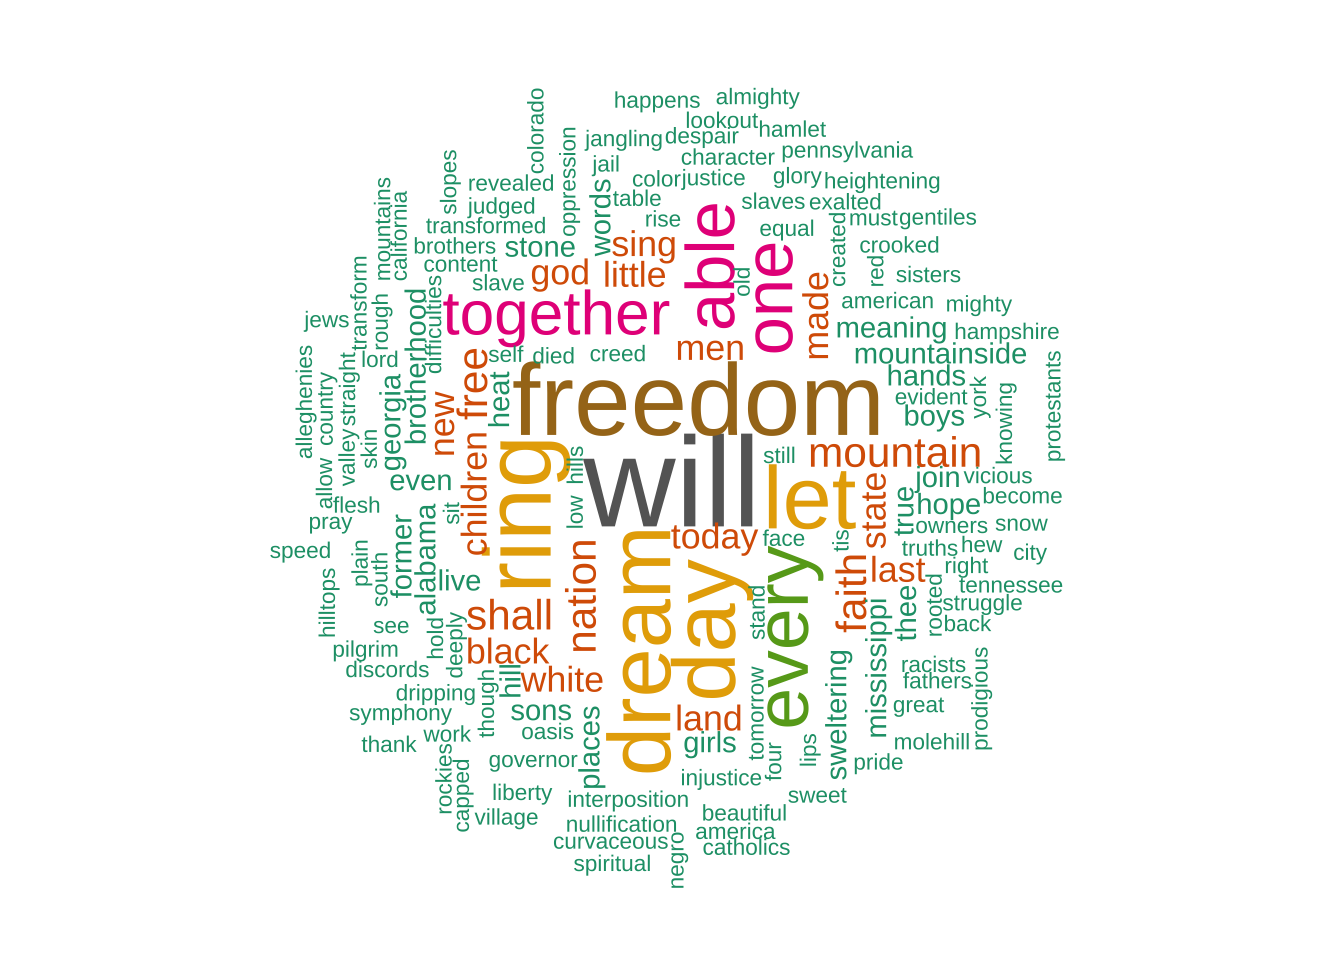 happens
almighty
colorado
lookout
jangling
despair
hamlet
oppression
character
pennsylvania
slopes
jail
revealed
color
justice
glory
heightening
mountains
california
judged
words
table
slaves
exalted
transformed
rise
able
equal
must
gentiles
brothers
stone
sing
one
created
crooked
content
god
little
old
red
sisters
transform
slave
made
american
mighty
rough
difficulties
together
jews
brotherhood
meaning
hampshire
lord
self
died
creed
men
mountainside
alleghenies
straight
free
freedom
hands
protestants
country
georgia
new
heat
evident
york
knowing
valley
skin
boys
allow
children
ring
hills
will
still
mountain
even
let
join
vicious
flesh
low
state
true
hope
become
pray
sit
today
face
tis
owners
snow
speed
plain
former
alabama
truths
hew
city
south
live
nation
dream
day
every
faith
last
right
tennessee
hilltops
shall
stand
thee
rooted
struggle
see
hold
deeply
mississippi
back
pilgrim
black
discords
white
racists
dripping
though
hill
tomorrow
sweltering
fathers
prodigious
symphony
sons
land
great
thank
work
oasis
places
girls
molehill
rockies
governor
injustice
four
lips
pride
capped
liberty
interposition
sweet
village
nullification
beautiful
curvaceous
america
spiritual
negro
catholics